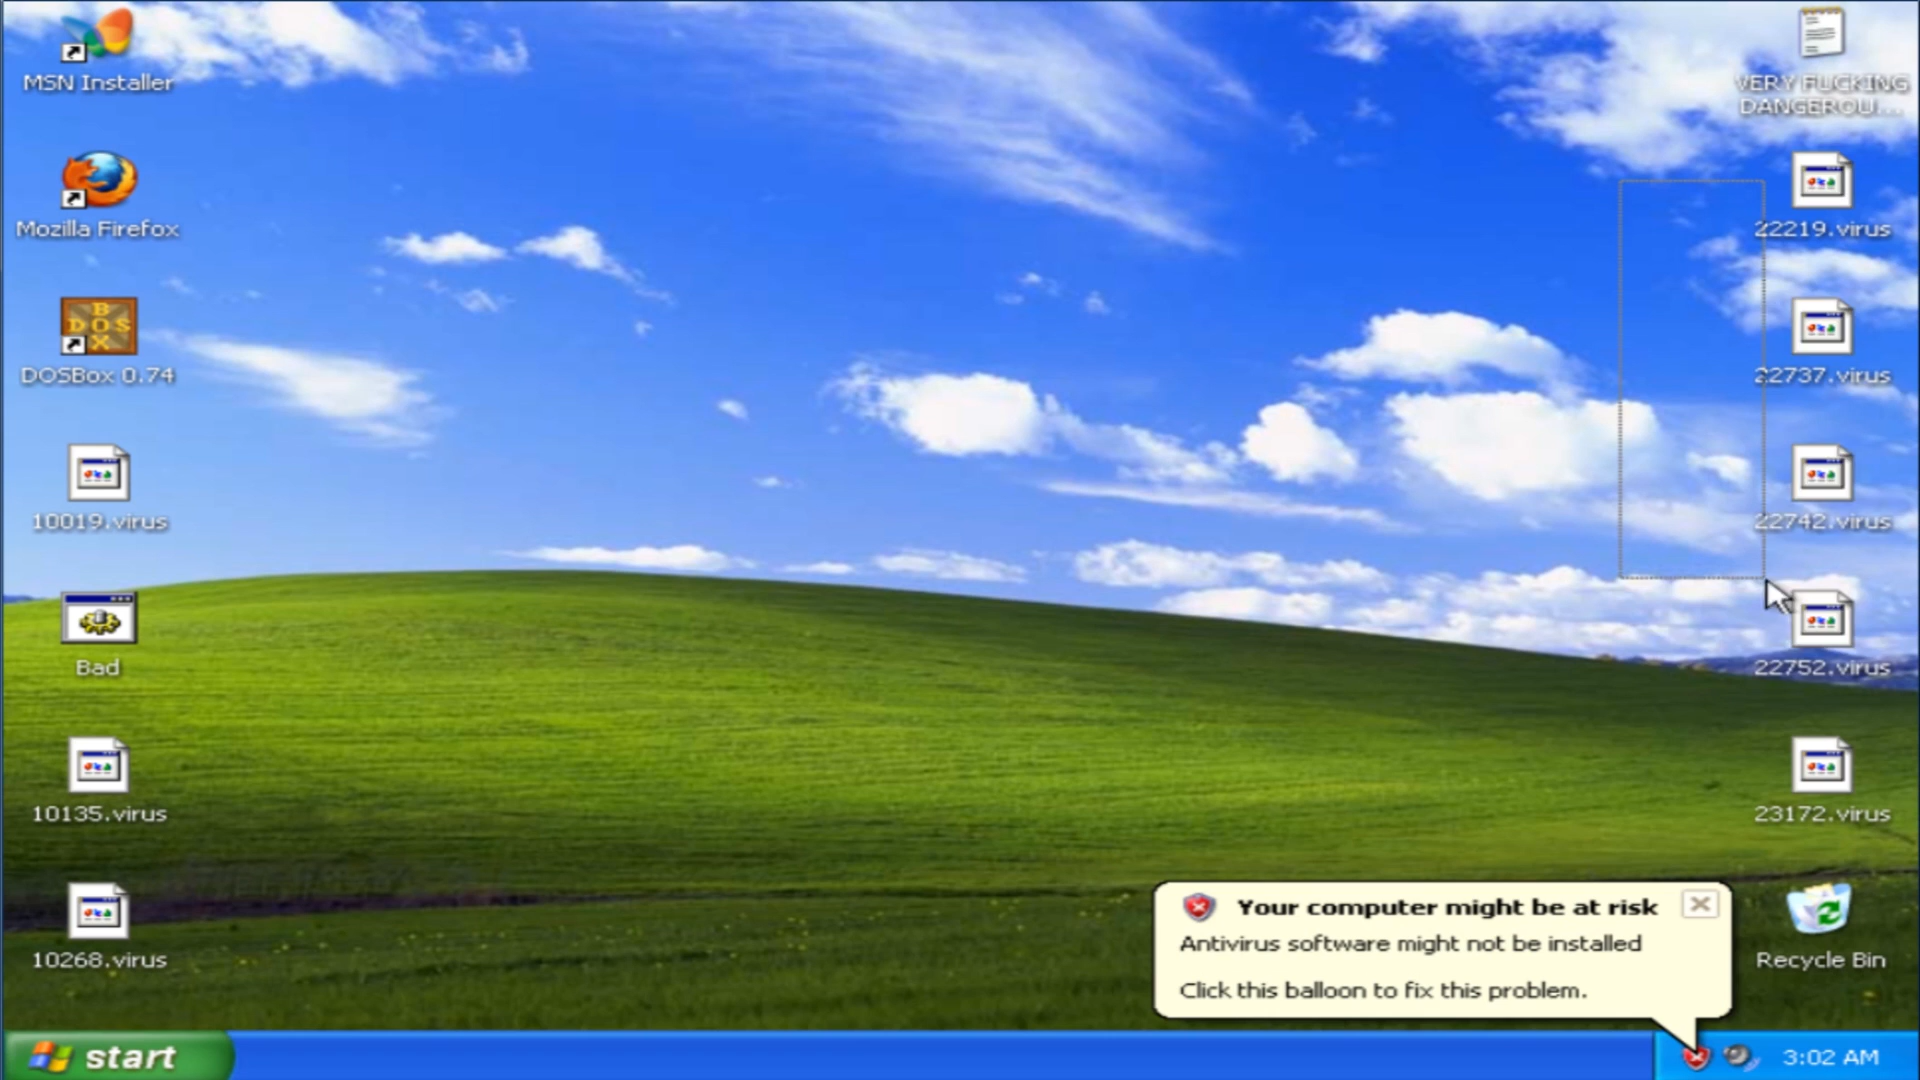 MSN Installer
Mozilla Firefox
BOX
DOS
DOSBox 0.74
10019.virus
Bad
10135.virus
10268.virus
VERY FUCKING
DANGEROU...
22219.virus
22737.virus
22742.virus
22752.virus
23172.virus
Recycle Bin
Your computer might be at risk
Antivirus software might not be installed
Click this balloon to fix this problem.
start
3:02 AM